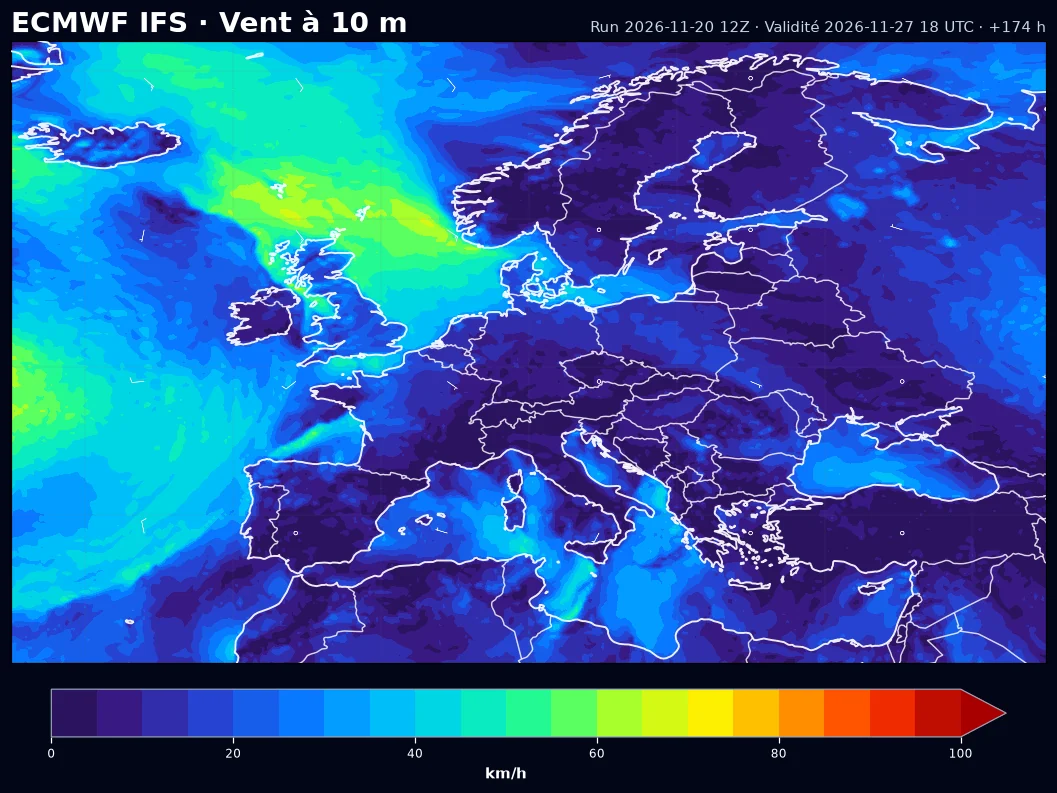 ECMWF IFS · Vent à 10 m
Run 2026-11-20 12Z · Validité 2026-11-27 18 UTC · +174 h
0 20 40 60 80 100
km/h